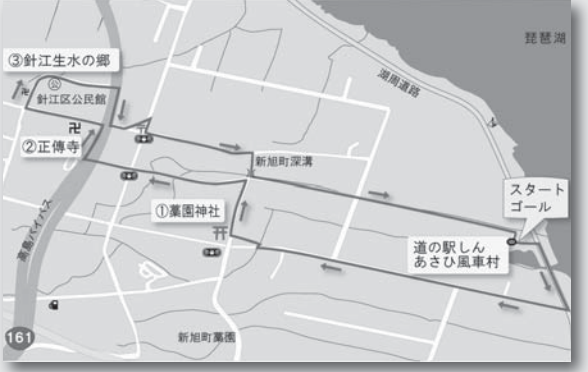 琵琶湖
③針江生水の郷
針江区公民館
湖周道路
②正傳寺
新旭町深溝
スタート
ゴール
①藁園神社
道の駅しん
あさひ風車村
高島バイパス
新旭町藁園
161